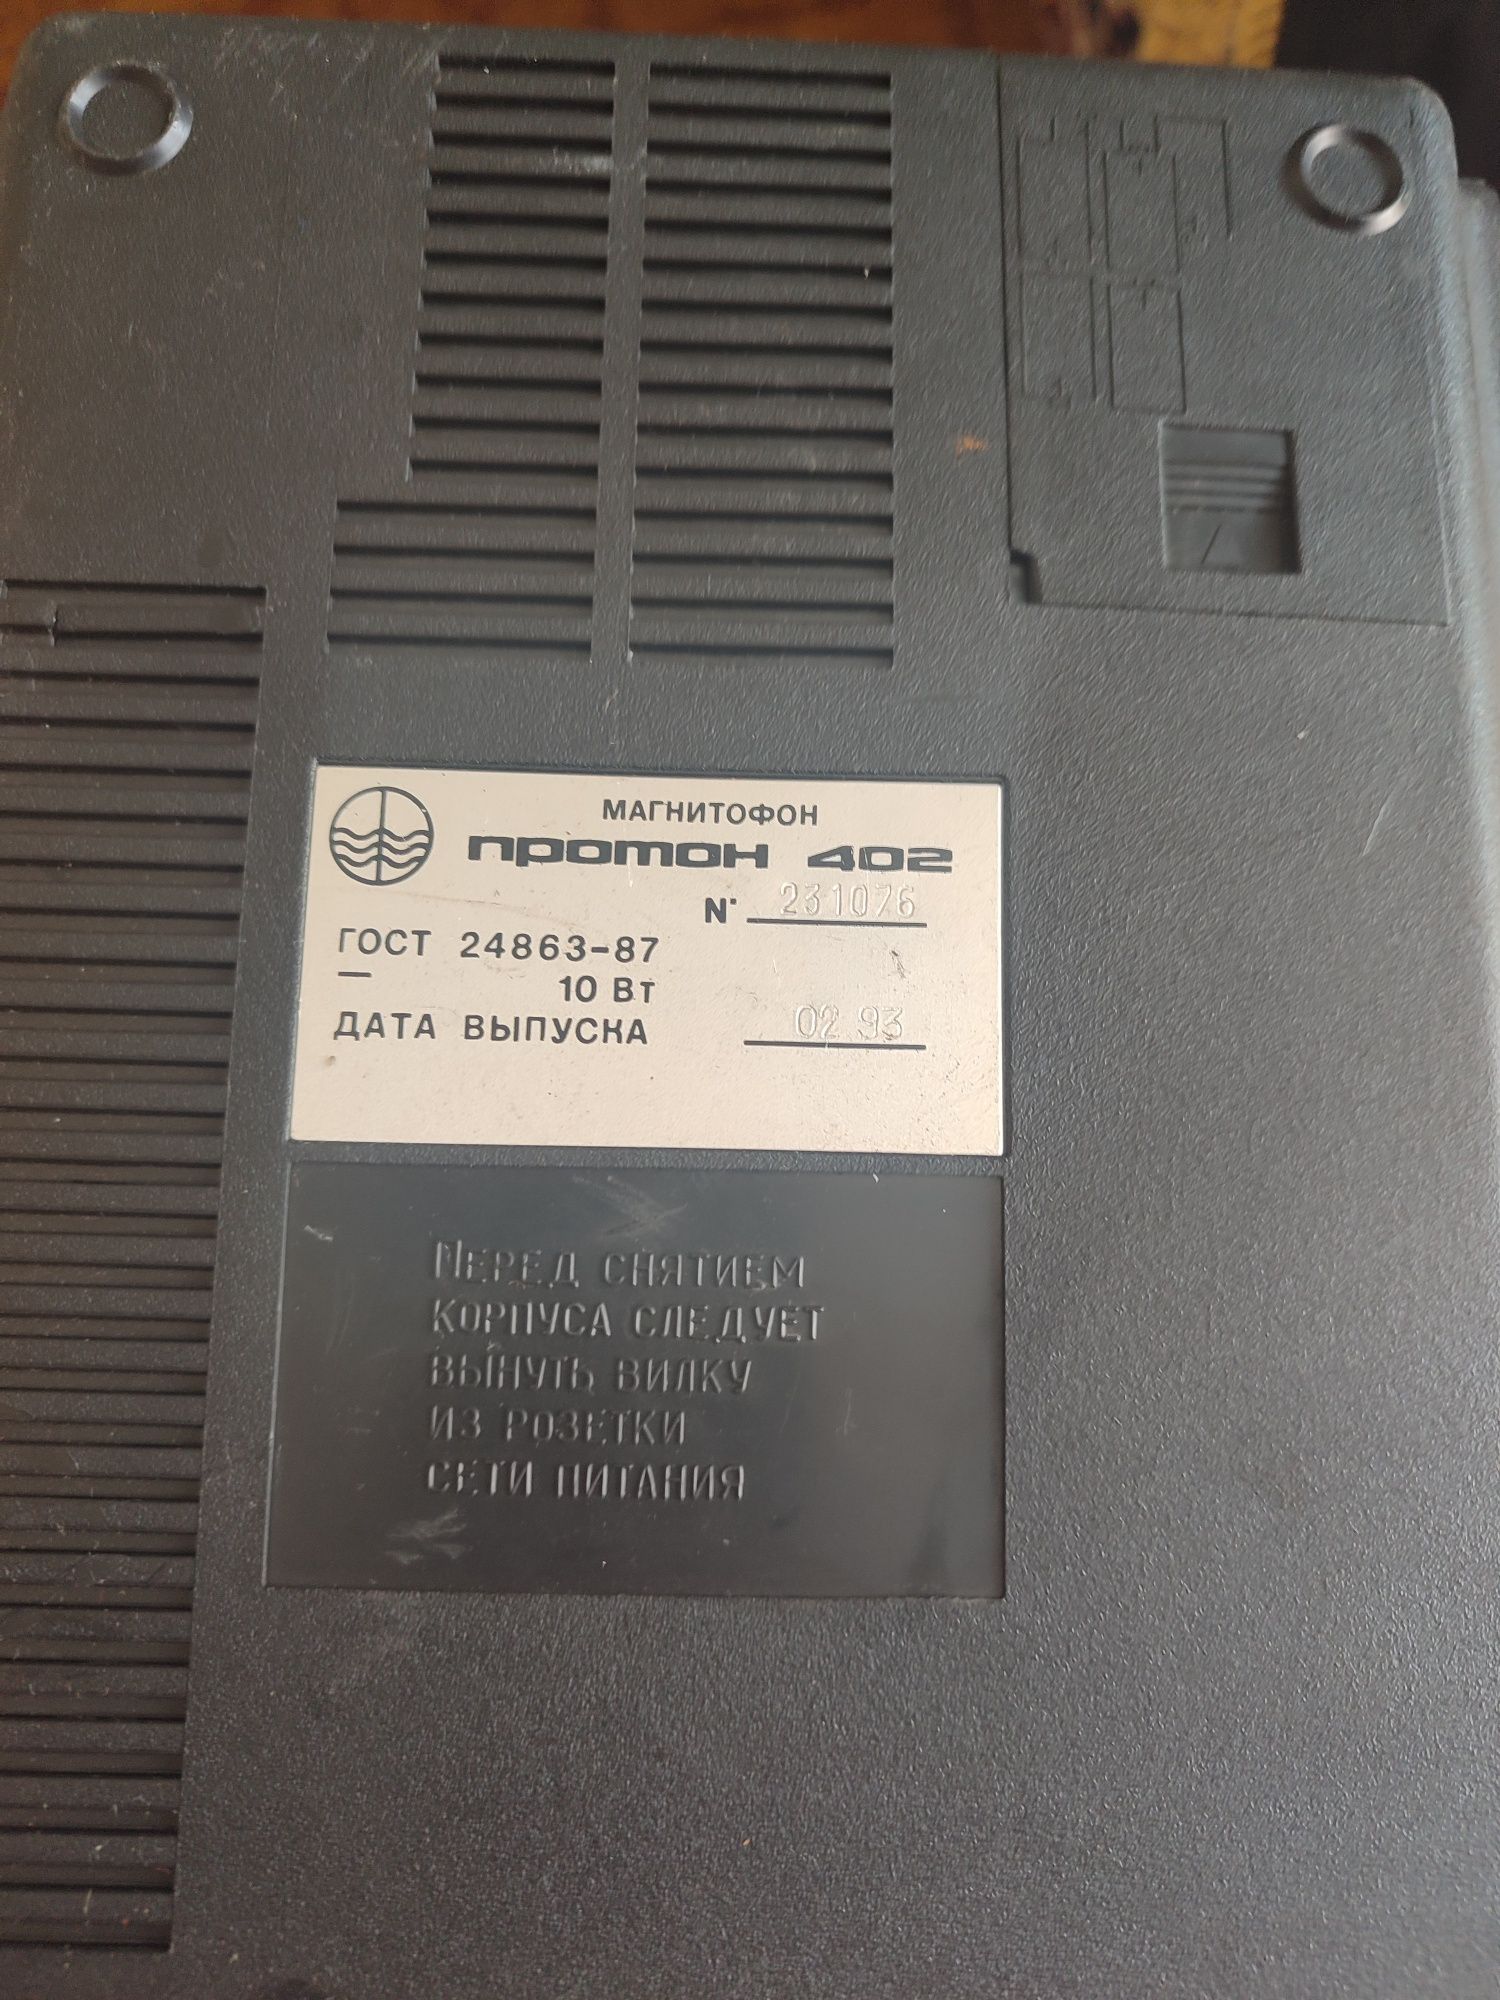 МАГНИТОФОН
ПРОТОН 402
N° 231076
ГОСТ 24863-87
10 Вт
ДАТА ВЫПУСКА 02 93
ПЕРЕД СНЯТИЕМ
КОРПУСА СЛЕДУЕТ
ВЫНУТЬ ВИЛКУ
ИЗ РОЗЕТКИ
СЕТИ ПИТАНИЯ